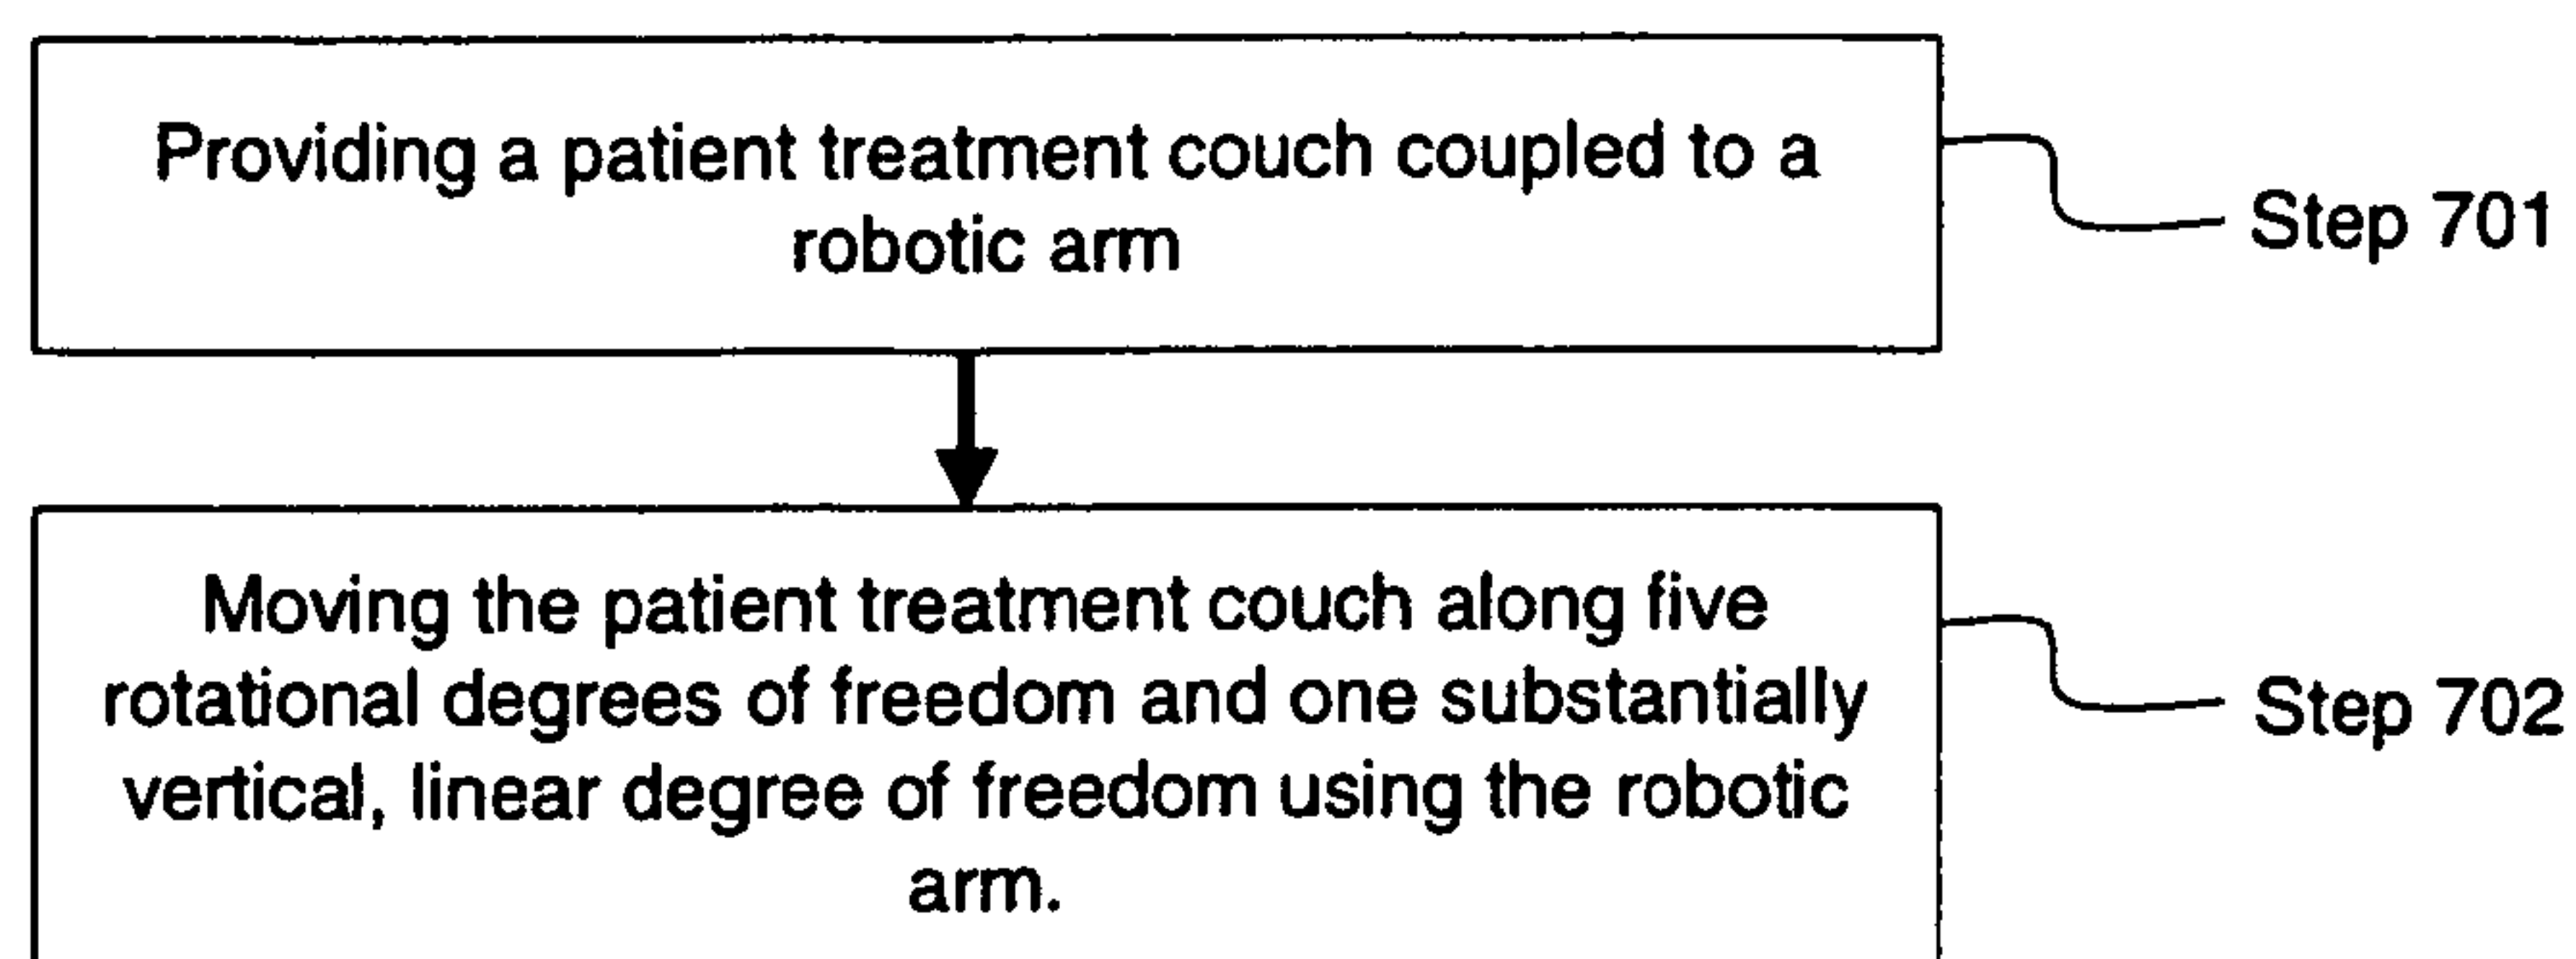 Providing a patient treatment couch coupled to a
robotic arm
Step 701
Moving the patient treatment couch along five
rotational degrees of freedom and one substantially
vertical, linear degree of freedom using the robotic
arm.
Step 702